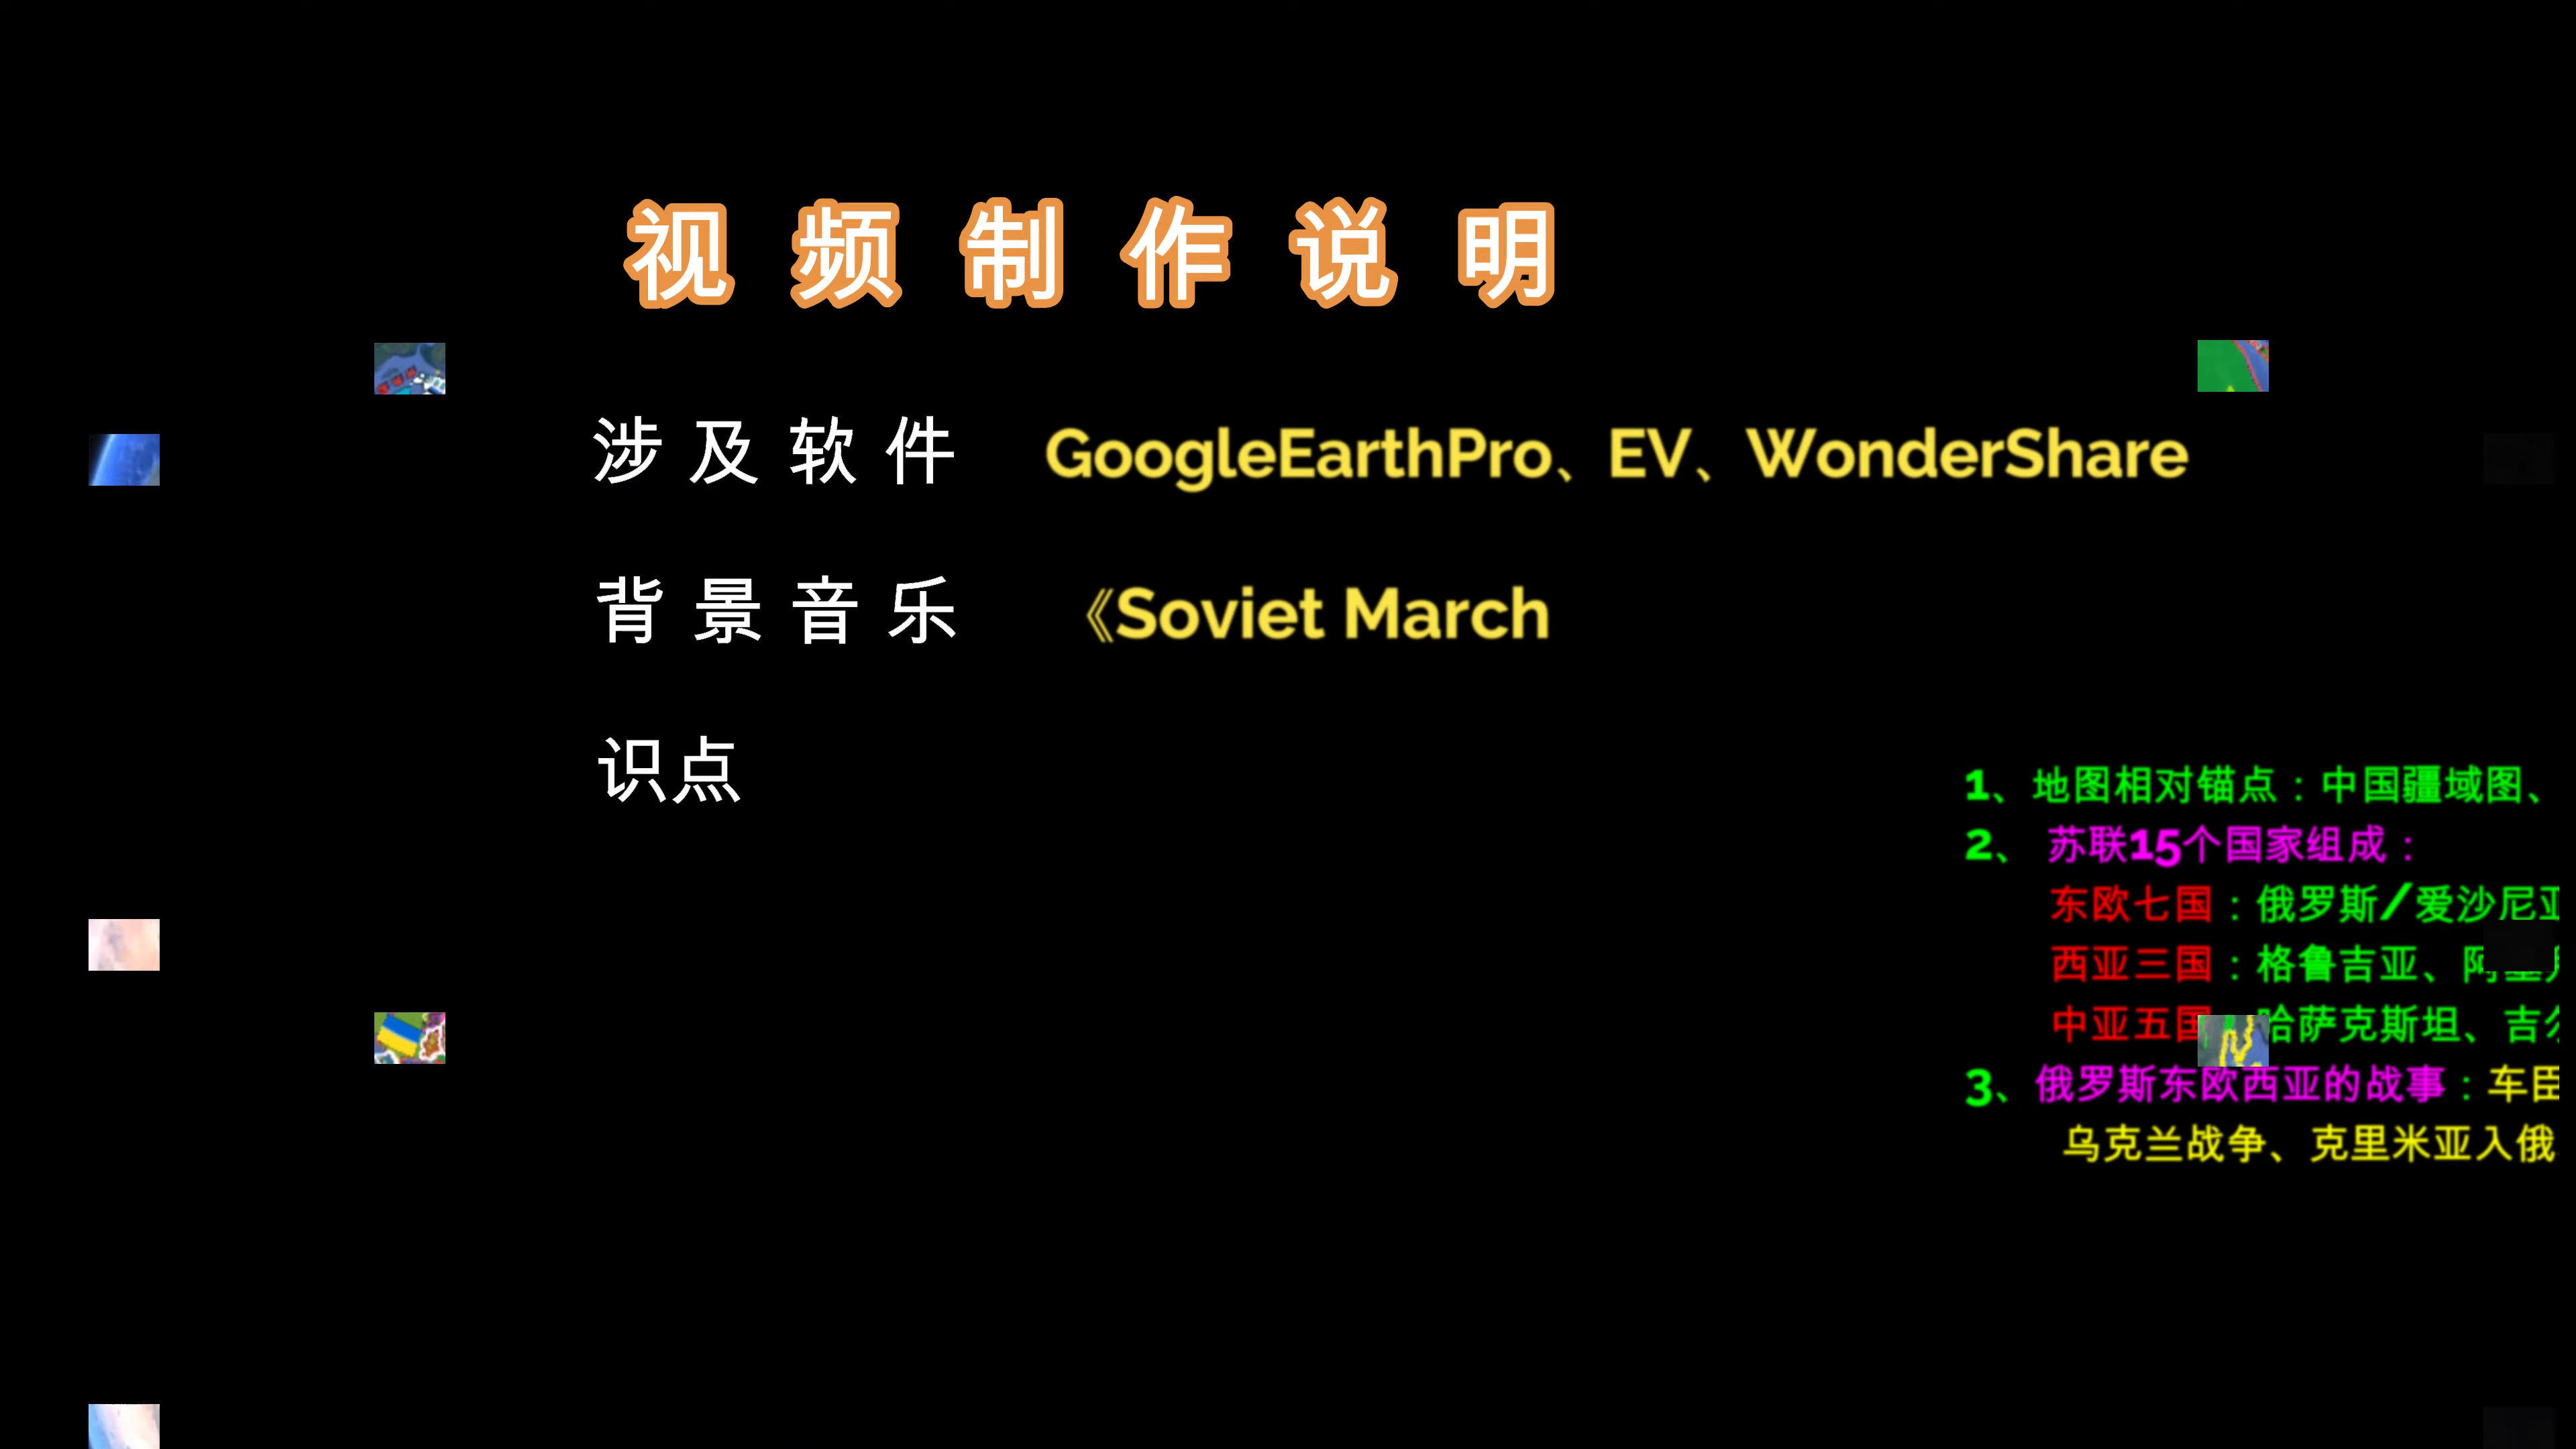 视频制作说明
涉及软件 GoogleEarthPro、EV、WonderShare
背景音乐 《Soviet March
识点
1、地图相对锚点：中国疆域图、
2、 苏联15个国家组成：
东欧七国：俄罗斯/爱沙尼亚
西亚三国：格鲁吉亚、
中亚五国 哈萨克斯坦、吉
3、俄罗斯东欧西亚的战事：车臣
乌克兰战争、克里米亚入俄